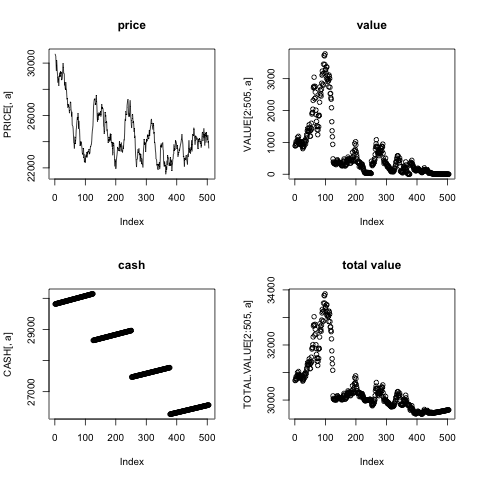 price
PRICE[, a]
30000
26000
22000
0 100 200 300 400 500
Index
value
VALUE[2:505, a]
3000
2000
1000
0
0 100 200 300 400 500
Index
cash
CASH[, a]
29000
27000
0 100 200 300 400 500
Index
total value
TOTAL.VALUE[2:505, a]
34000
32000
30000
0 100 200 300 400 500
Index